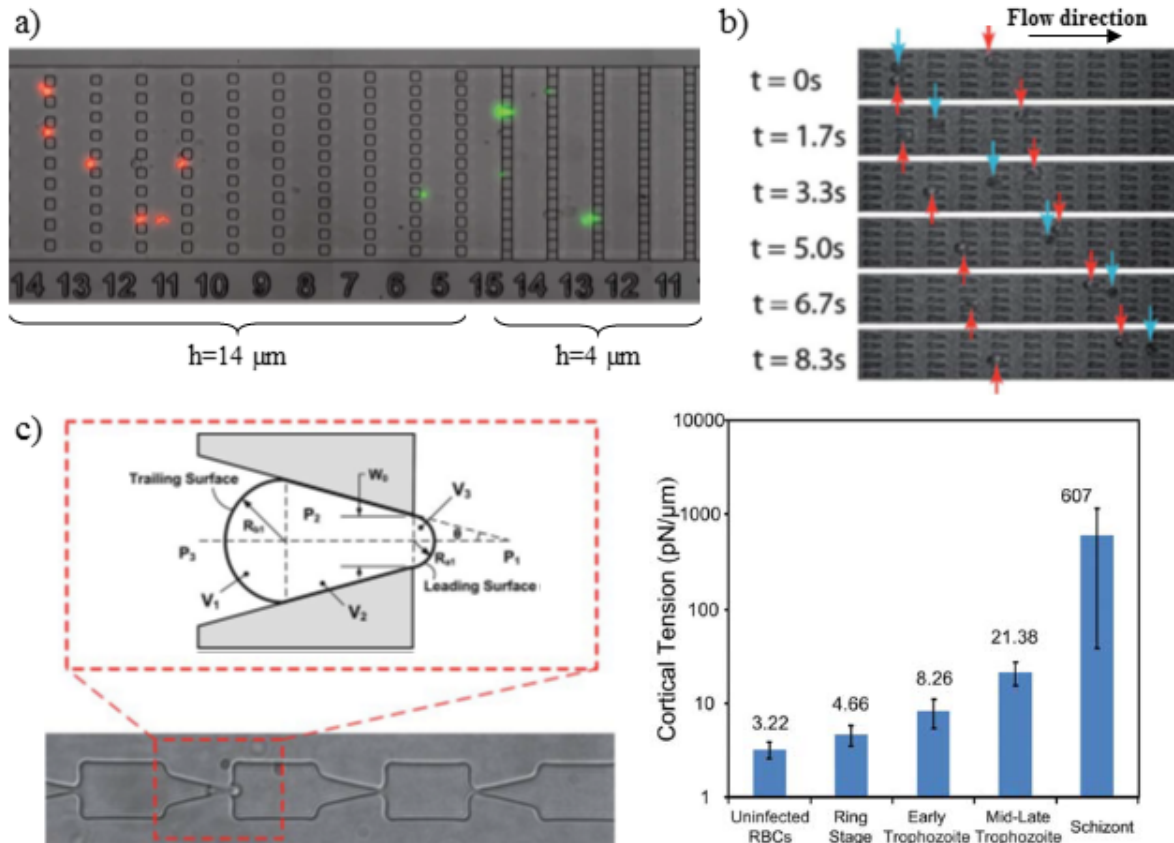 a)
14 13 12 11 10 9 8 7 6 5 15 14 13 12 11
h=14 μm
h=4 μm
b)
Flow direction
t = 0s
t = 1.7s
t = 3.3s
t = 5.0s
t = 6.7s
t = 8.3s
c)
Trailing Surface
W₀
V₃
P₂
Rb1
θ
P₃
Ra1
P₁
Leading Surface
V₁
V₂
Cortical Tension (pN/μm)
10000
1000
100
10
1
3.22
4.66
8.26
21.38
607
Uninfected RBCs
Ring Stage
Early Trophozoite
Mid-Late Trophozoite
Schizont